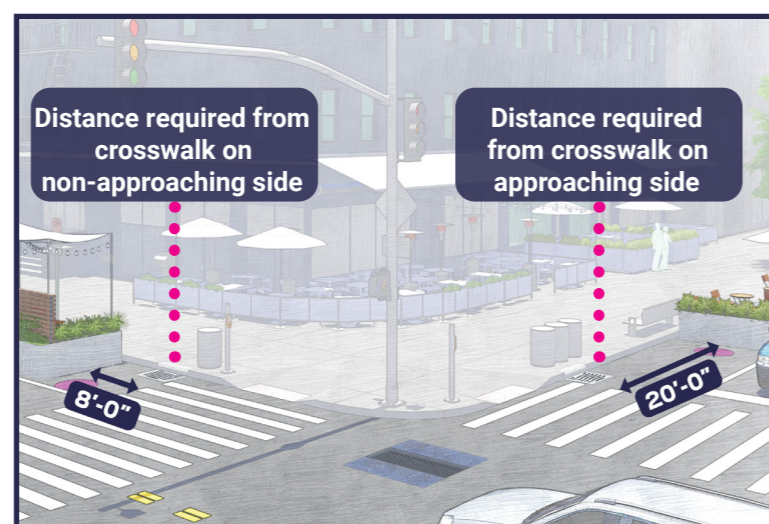 Distance required from
crosswalk on
non-approaching side
Distance required
from crosswalk on
approaching side
8'-0"
20'-0"